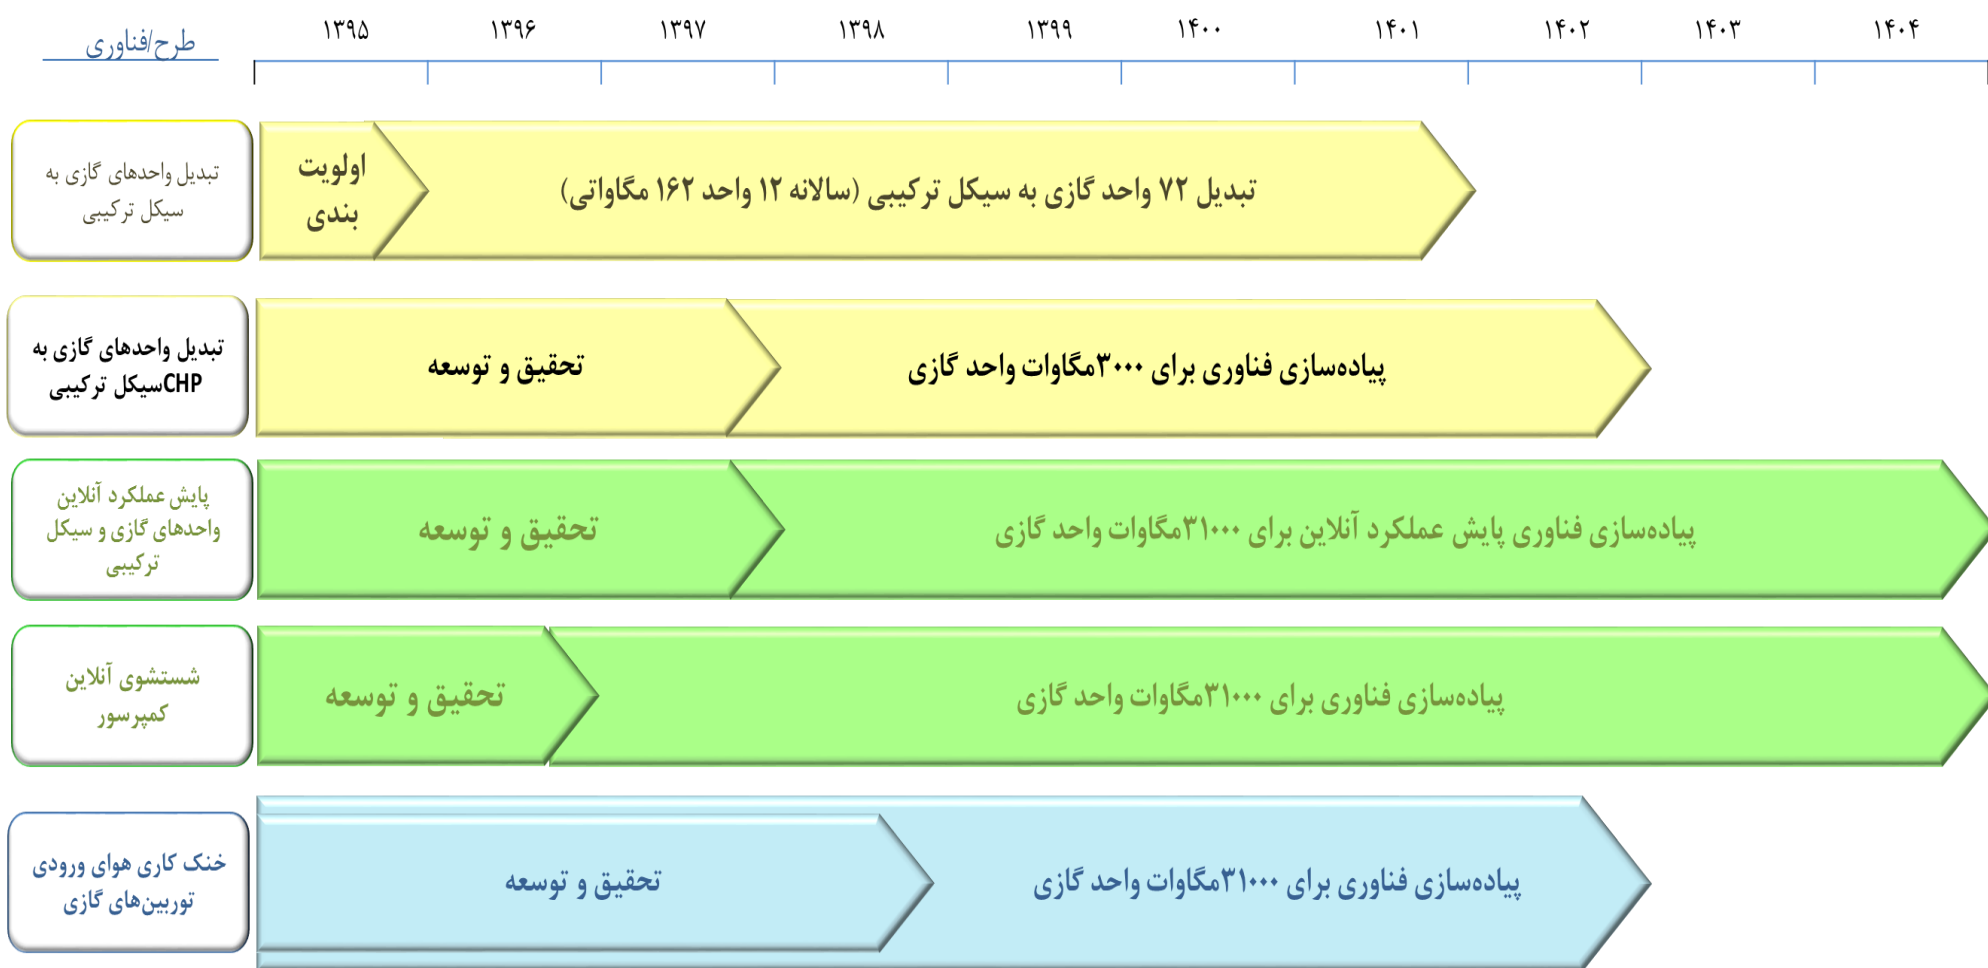 طرح/فناوری
۱۳۹۵ ۱۳۹۶ ۱۳۹۷ ۱۳۹۸ ۱۳۹۹ ۱۴۰۰ ۱۴۰۱ ۱۴۰۲ ۱۴۰۳ ۱۴۰۴
تبدیل واحدهای گازی به
سیکل ترکیبی
اولویت
بندی
تبدیل ۷۲ واحد گازی به سیکل ترکیبی (سالانه ۱۲ واحد ۱۶۲ مگاواتی)
تبدیل واحدهای گازی به
سیکل ترکیبیCHP
تحقیق و توسعه
پیاده‌سازی فناوری برای ۳۰۰۰مگاوات واحد گازی
پایش عملکرد آنلاین
واحدهای گازی و سیکل
ترکیبی
تحقیق و توسعه
پیاده‌سازی فناوری پایش عملکرد آنلاین برای ۳۱۰۰۰مگاوات واحد گازی
شستشوی آنلاین
کمپرسور
تحقیق و توسعه
پیاده‌سازی فناوری برای ۳۱۰۰۰مگاوات واحد گازی
خنک کاری هوای ورودی
توربین‌های گازی
تحقیق و توسعه
پیاده‌سازی فناوری برای ۳۱۰۰۰مگاوات واحد گازی